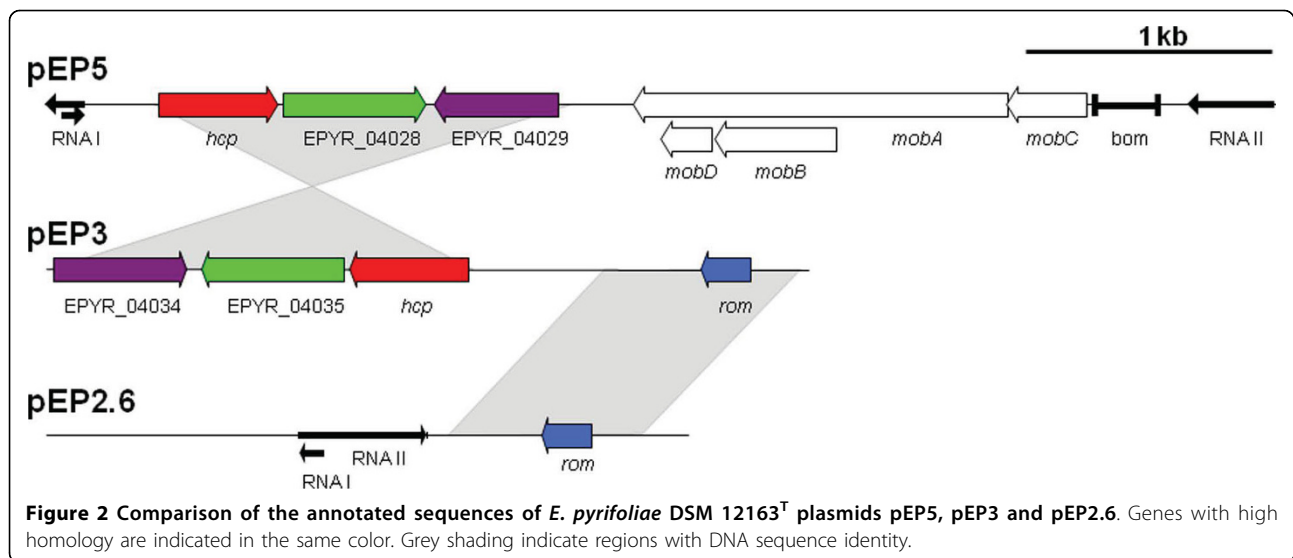 1 kb
pEP5
RNA I
hcp
EPYR_04028
EPYR_04029
mobA
mobC
bom
RNA II
mobD
mobB
pEP3
EPYR_04034
EPYR_04035
hcp
rom
pEP2.6
RNA II
RNA I
rom
Figure 2 Comparison of the annotated sequences of E. pyrifoliae DSM 12163T plasmids pEP5, pEP3 and pEP2.6. Genes with high
homology are indicated in the same color. Grey shading indicate regions with DNA sequence identity.